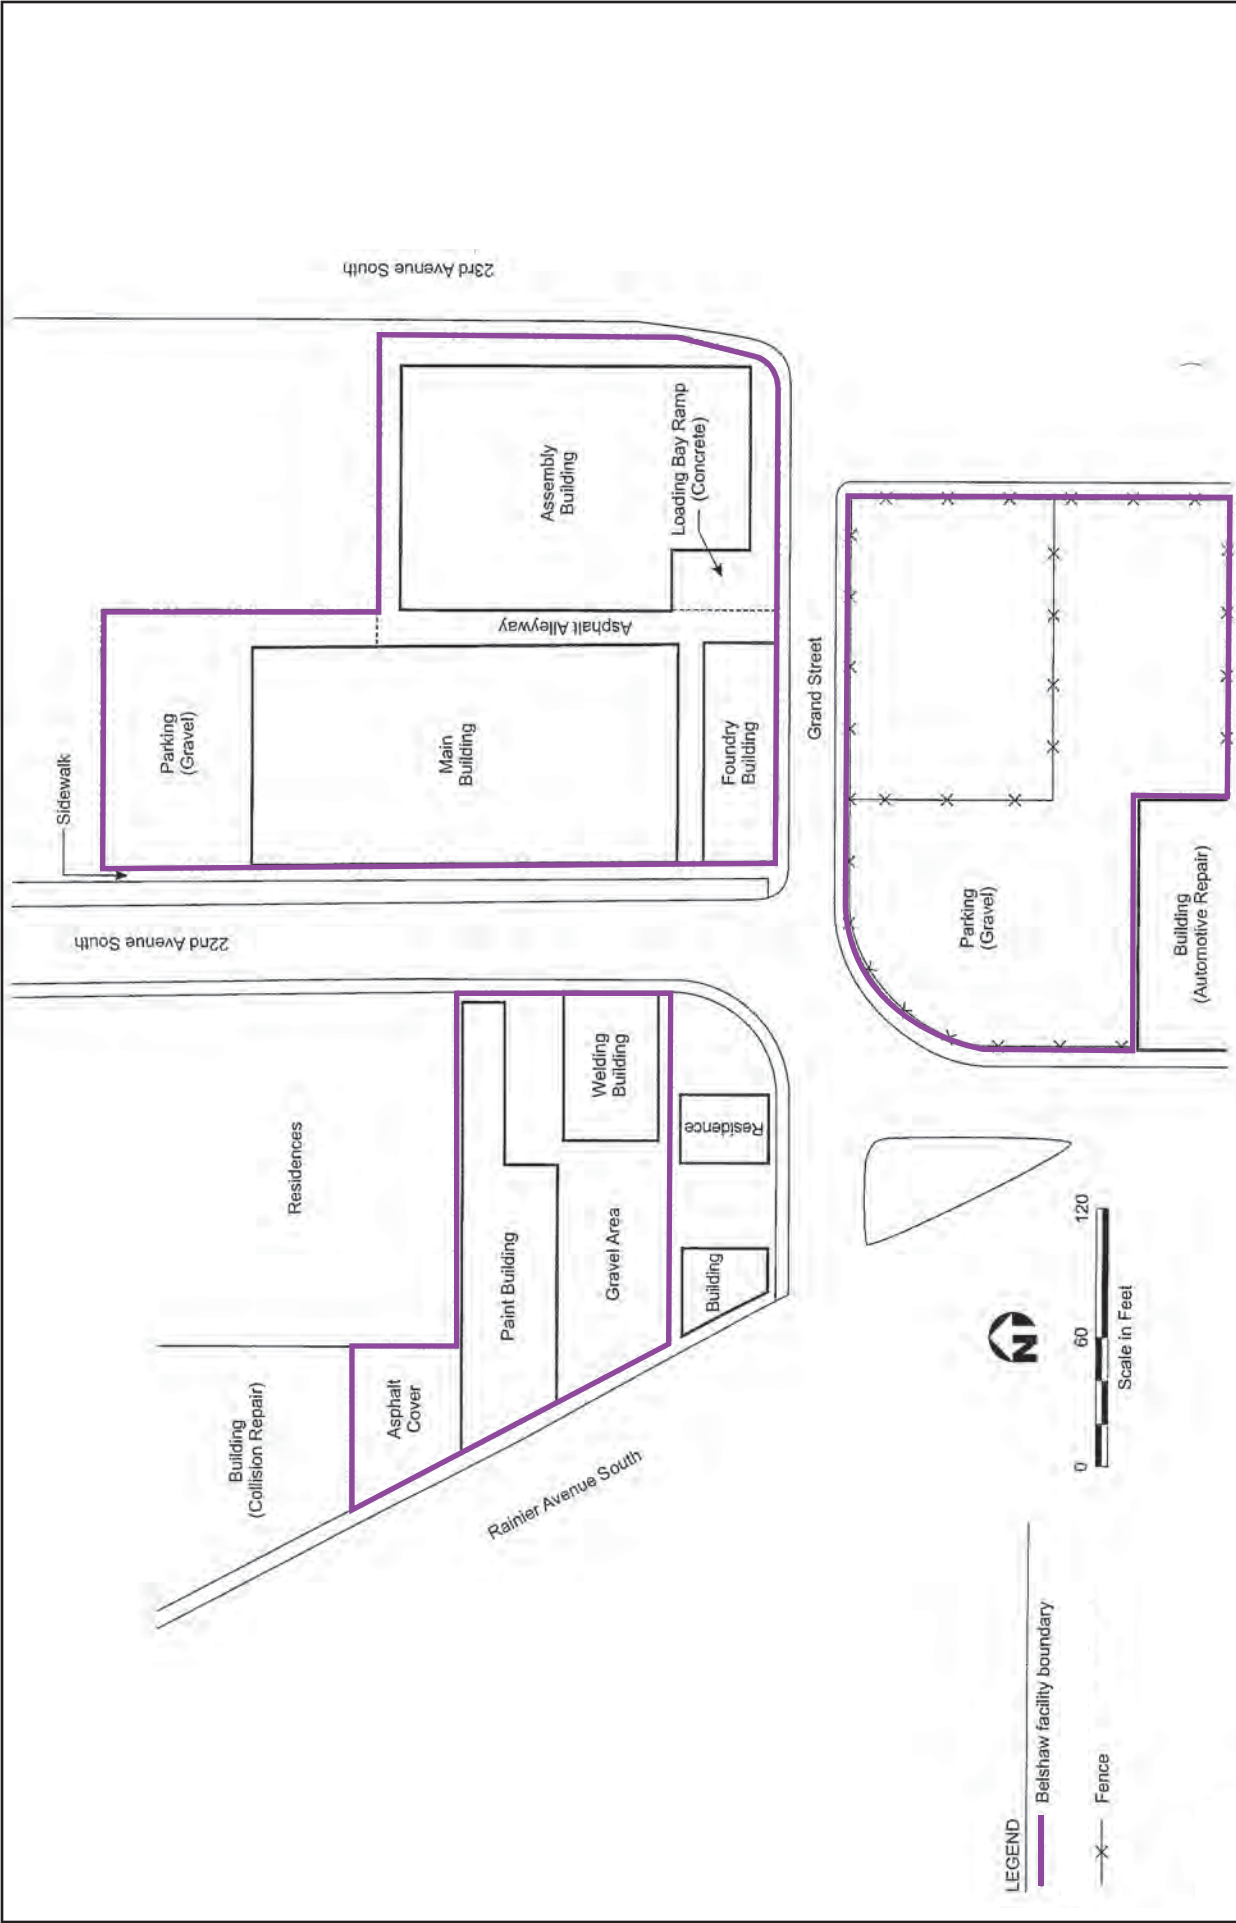 23rd Avenue South
Sidewalk
Parking
(Gravel)
Main
Building
Assembly
Building
Loading Bay Ramp
(Concrete)
Asphalt Alleyway
Foundry
Building
Grand Street
22nd Avenue South
Residences
Welding
Building
Residence
Paint Building
Gravel Area
Building
Asphalt
Cover
Building
(Collision Repair)
Rainier Avenue South
Parking
(Gravel)
Building
(Automotive Repair)
N
0
60
120
Scale in Feet
LEGEND
Belshaw facility boundary
Fence